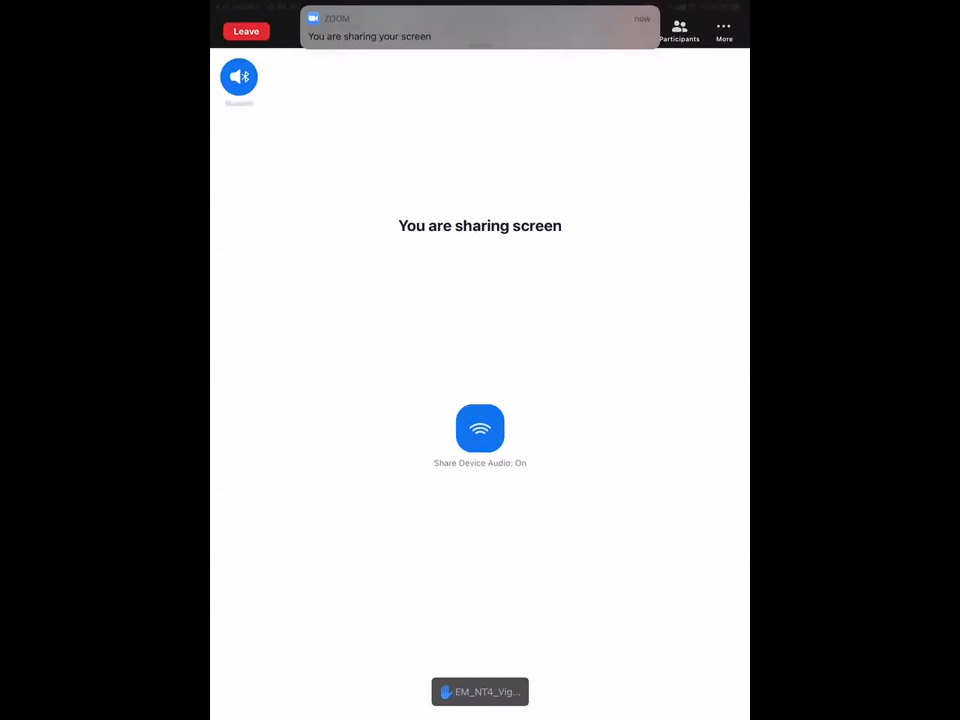 ZOOM
now
You are sharing your screen
Leave
Participants
More
You are sharing screen
Share Device Audio: On
EM_NT4_Vig...